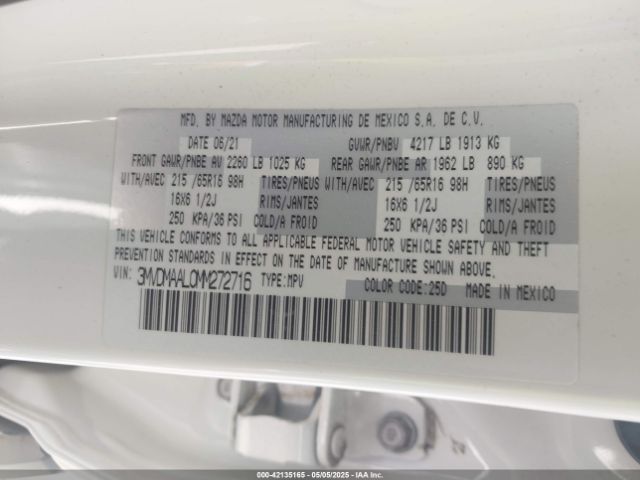 MFD. BY MAZDA MOTOR MANUFACTURING DE MEXICO S.A. DE C.V.
DATE 06/21 GVWR/PNBV 4217 LB 1913 KG
FRONT GAWR/PNBE AV 2260 LB 1025 KG REAR GAWR/PNBE AR 1962 LB 890 KG
WITH/AVEC 215 /65R16 98H TIRES/PNEUS WITH/AVEC 215 /65R16 98H TIRES/PNEUS
16X6 1/2J RIMS/JANTES 16X6 1/2J RIMS/JANTES
250 KPA/36 PSI COLD/A FROID 250 KPA/36 PSI COLD/A FROID
THIS VEHICLE CONFORMS TO ALL APPLICABLE FEDERAL MOTOR VEHICLE SAFETY AND THEFT
PREVENTION STANDARDS IN EFFECT ON THE DATE OF MANUFACTURE SHOWN ABOVE.
VIN: 3MVDMAALOMM272716 TYPE:MPV COLOR CODE:25D MADE IN MEXICO
000-42135165 - 05/05/2025 - IAA Inc.